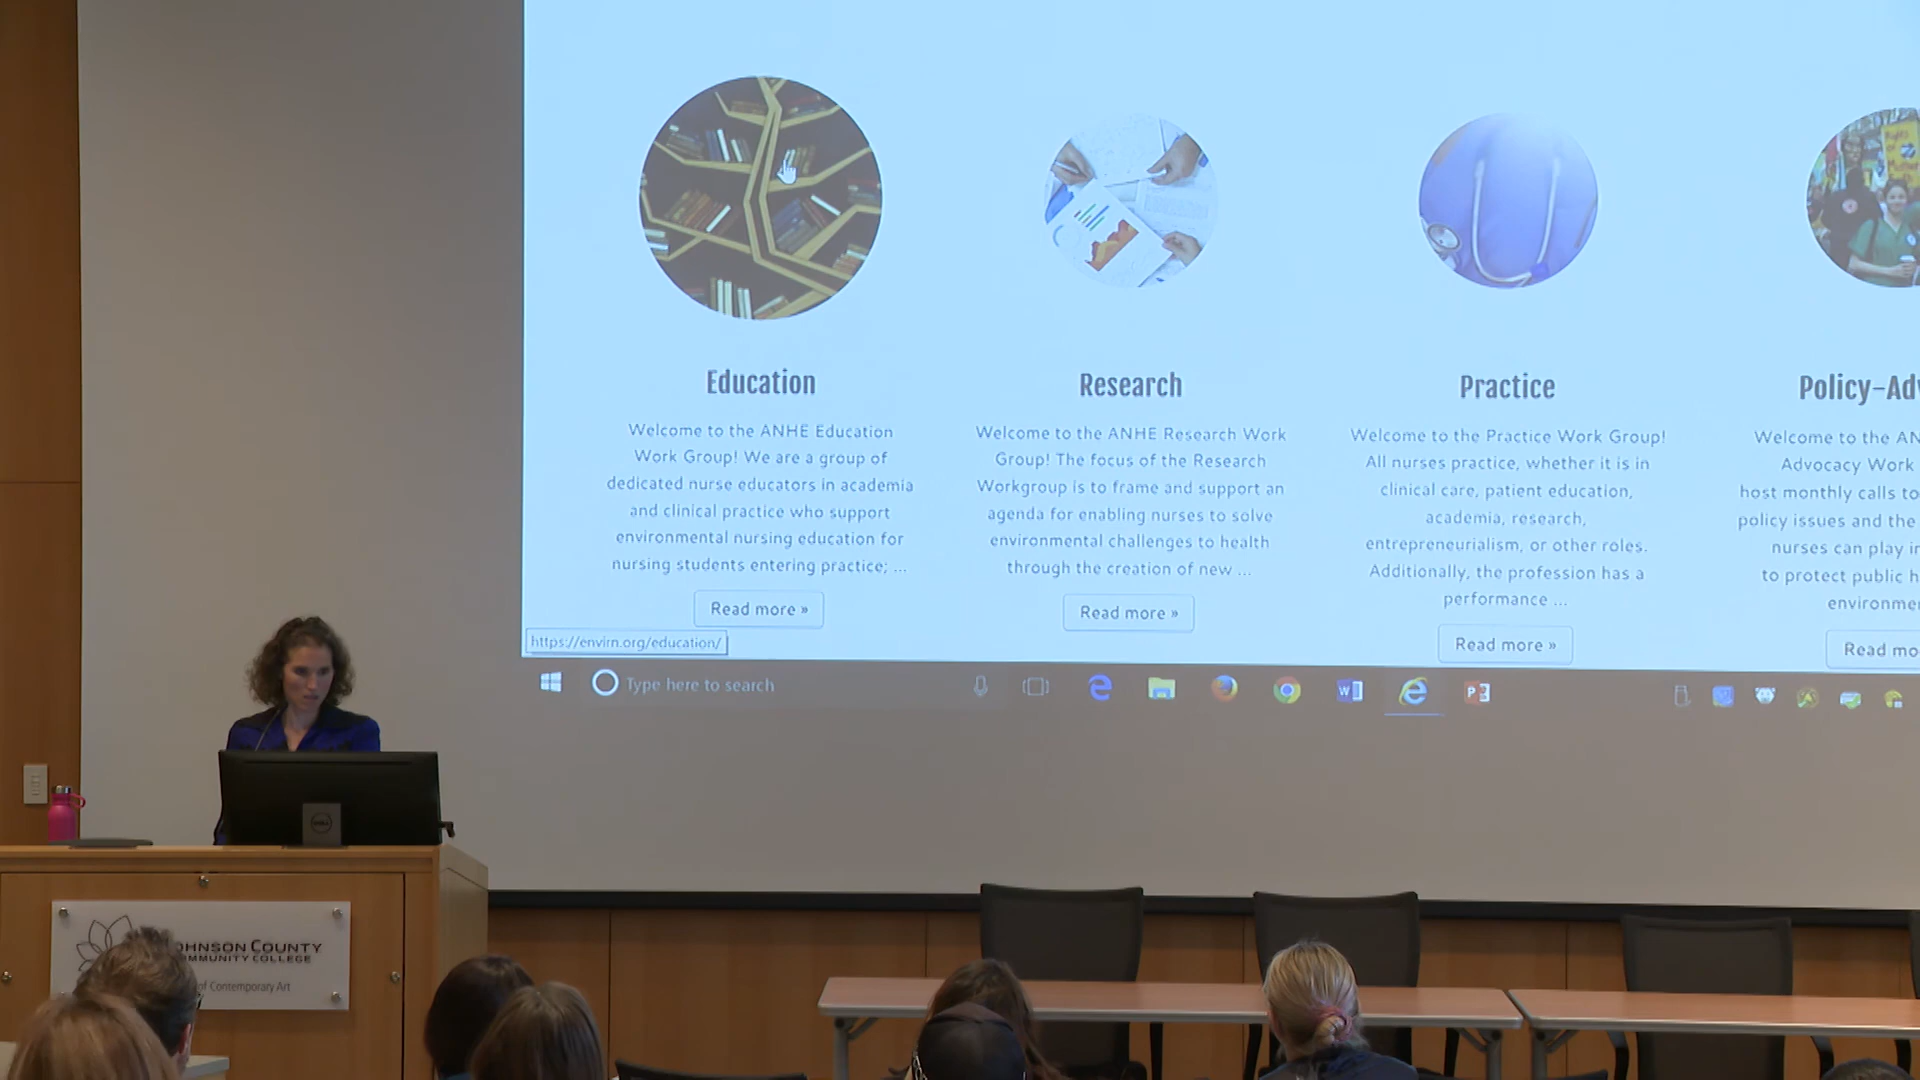 Education
Welcome to the ANHE Education
Work Group! We are a group of
dedicated nurse educators in academia
and clinical practice who support
environmental nursing education for
nursing students entering practice; ...
Read more »
Research
Welcome to the ANHE Research Work
Group! The focus of the Research
Workgroup is to frame and support an
agenda for enabling nurses to solve
environmental challenges to health
through the creation of new ...
Read more »
Practice
Welcome to the Practice Work Group!
All nurses practice, whether it is in
clinical care, patient education,
academia, research,
entrepreneurialism, or other roles.
Additionally, the profession has a
performance ...
Read more »
Policy-Adv
Welcome to the AN
Advocacy Work
host monthly calls to
policy issues and the
nurses can play in
to protect public h
environme
Read mo
https://envirn.org/education/
Type here to search
DELL
OHNSON COUNTY
MMUNITY COLLEGE
of Contemporary Art